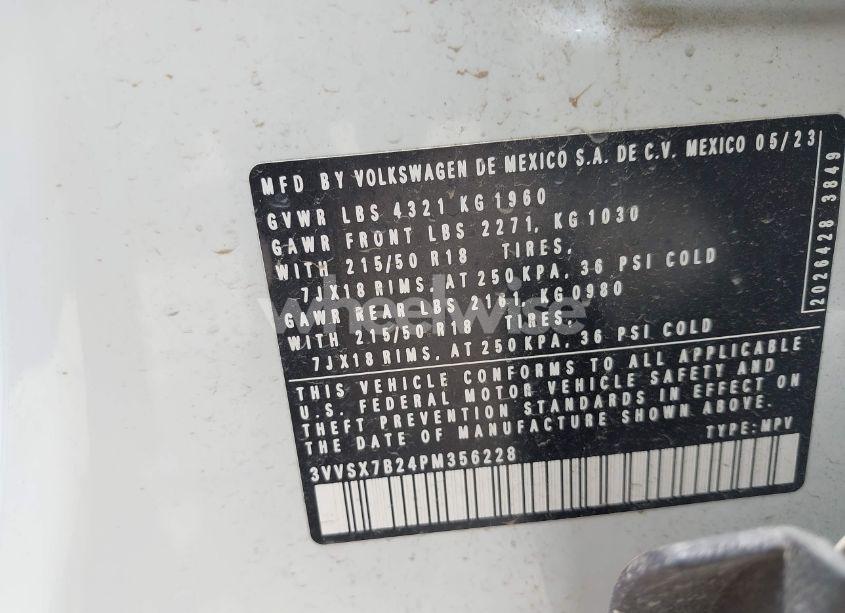 MFD BY VOLKSWAGEN DE MEXICO S.A. DE C.V. MEXICO 05/23
GVWR LBS 4321 KG 1960
GAWR FRONT LBS 2271, KG 1030
WITH 215/50 R18 TIRES,
7JX18 RIMS, AT 250 KPA, 36 PSI COLD
GAWR REAR LBS 2161, KG 0980
WITH 215/50 R18 TIRES,
7JX18 RIMS, AT 250 KPA, 36 PSI COLD
THIS VEHICLE CONFORMS TO ALL APPLICABLE
U.S. FEDERAL MOTOR VEHICLE SAFETY AND
THEFT PREVENTION STANDARDS IN EFFECT ON
THE DATE OF MANUFACTURE SHOWN ABOVE.
TYPE:MPV
3VVSX7B24PM356228
2026428 3849
wheelwise